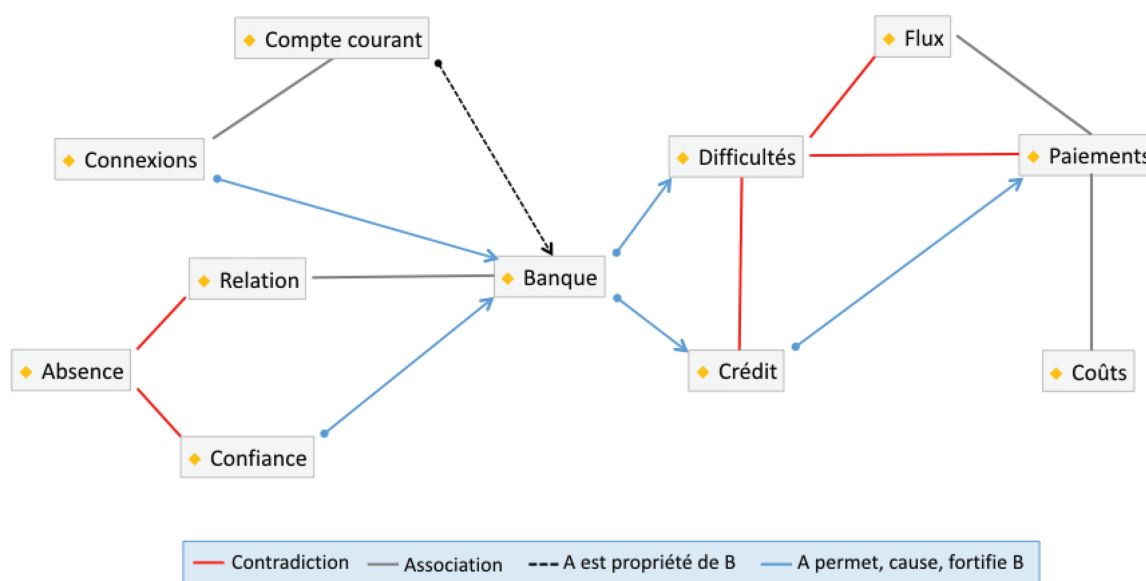 Compte courant
Flux
Connexions
Difficultés
Paiements
Relation
Banque
Absence
Crédit
Coûts
Confiance
Contradiction
Association
A est propriété de B
A permet, cause, fortifie B